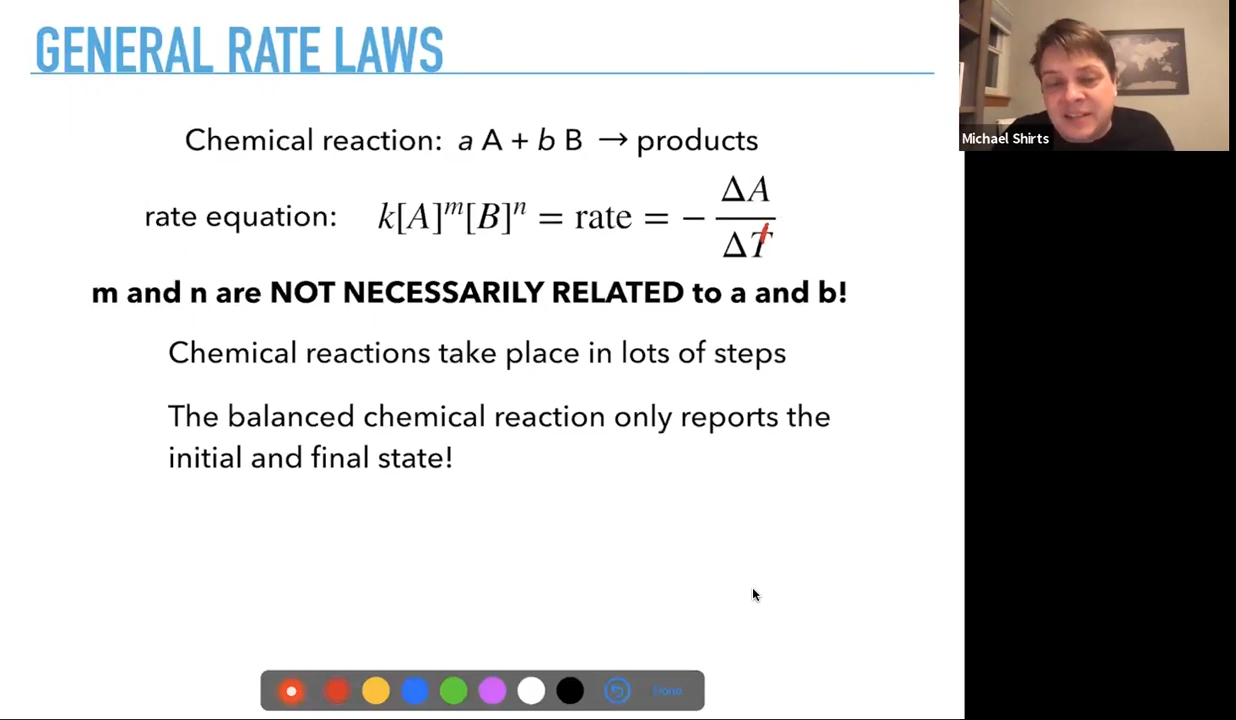 GENERAL RATE LAWS
Michael Shirts
Chemical reaction: a A + b B → products
rate equation: k[A]^m[B]^n = rate = − ΔA/ΔT
m and n are NOT NECESSARILY RELATED to a and b!
Chemical reactions take place in lots of steps
The balanced chemical reaction only reports the
initial and final state!
Done